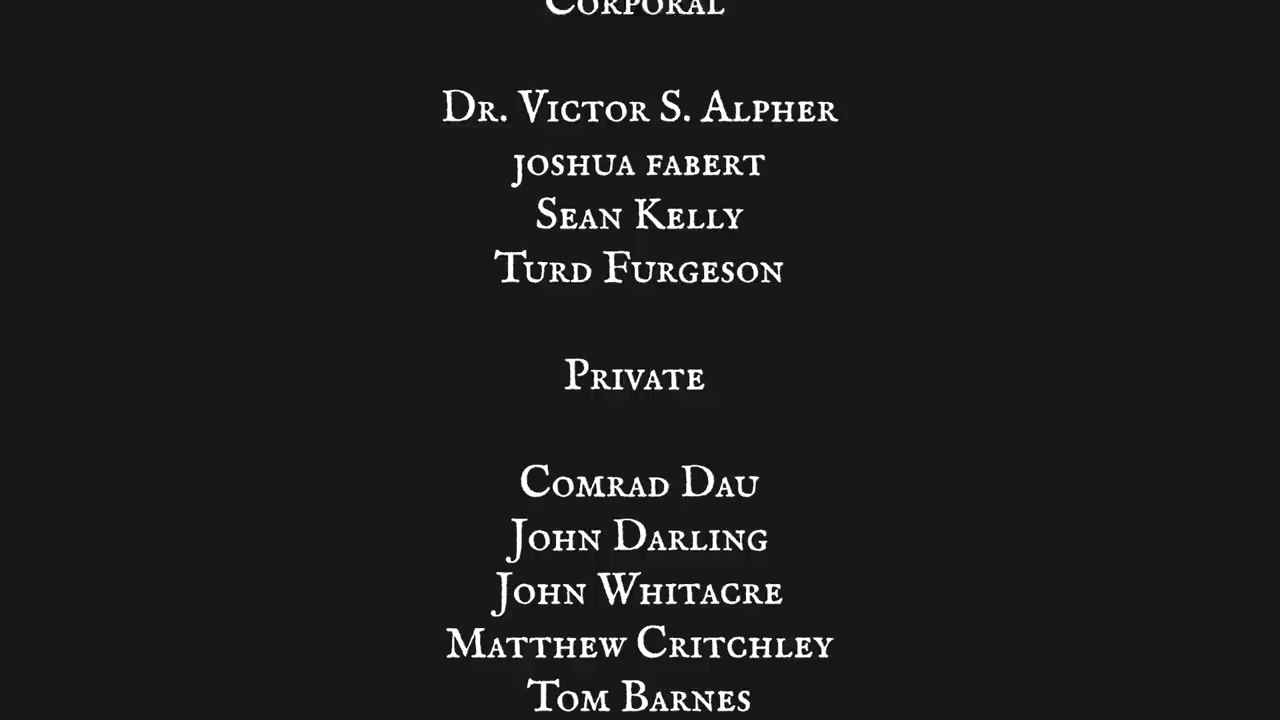 Corporal
Dr. Victor S. Alpher
joshua fabert
Sean Kelly
Turd Furgeson
Private
Comrad Dau
John Darling
John Whitacre
Matthew Critchley
Tom Barnes